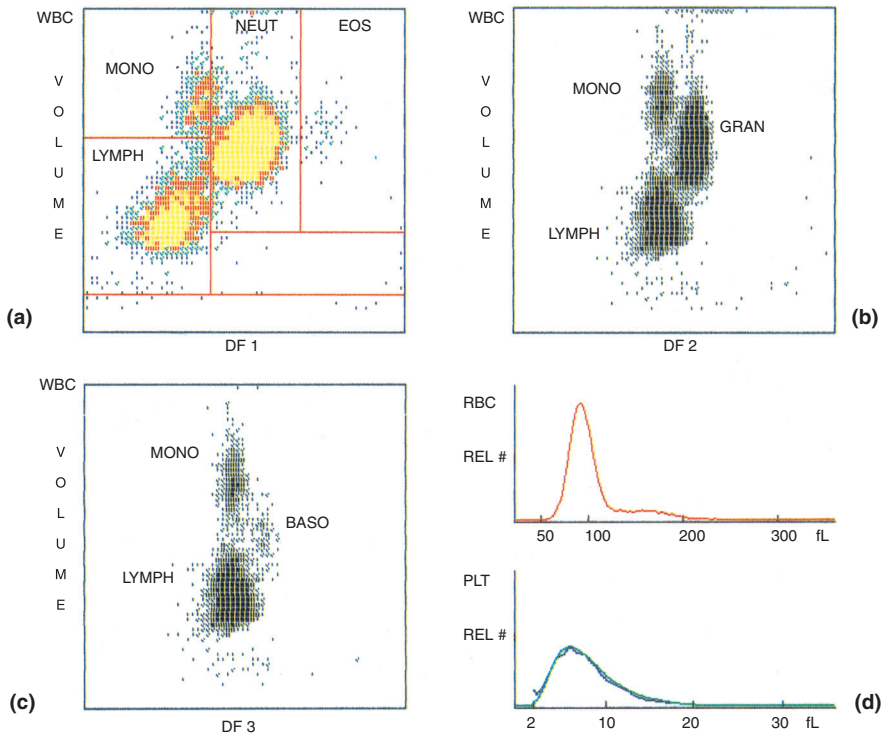 WBC
NEUT
EOS
MONO
V
O
L
U
M
E
LYMPH
(a)
DF 1
WBC
V
O
L
U
M
E
MONO
GRAN
LYMPH
(b)
DF 2
WBC
V
O
L
U
M
E
MONO
BASO
LYMPH
(c)
DF 3
RBC
REL #
50 100 200 300 fL
PLT
REL #
2 10 20 30 fL
(d)